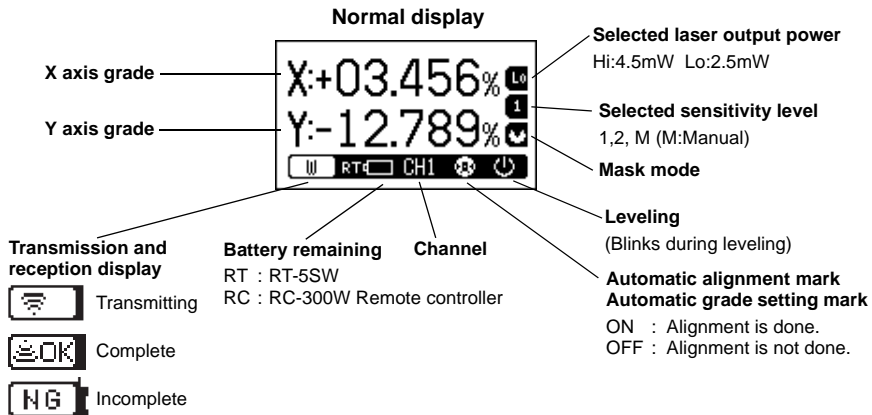 Normal display
X axis grade
Y axis grade
X:+03.456%
Lo
1
Y:-12.789%
W RT CH1
Selected laser output power
Hi:4.5mW Lo:2.5mW
Selected sensitivity level
1,2, M (M:Manual)
Mask mode
Leveling
(Blinks during leveling)
Automatic alignment mark
Automatic grade setting mark
ON : Alignment is done.
OFF : Alignment is not done.
Battery remaining
RT : RT-5SW
RC : RC-300W Remote controller
Channel
Transmission and
reception display
Transmitting
OK Complete
NG Incomplete